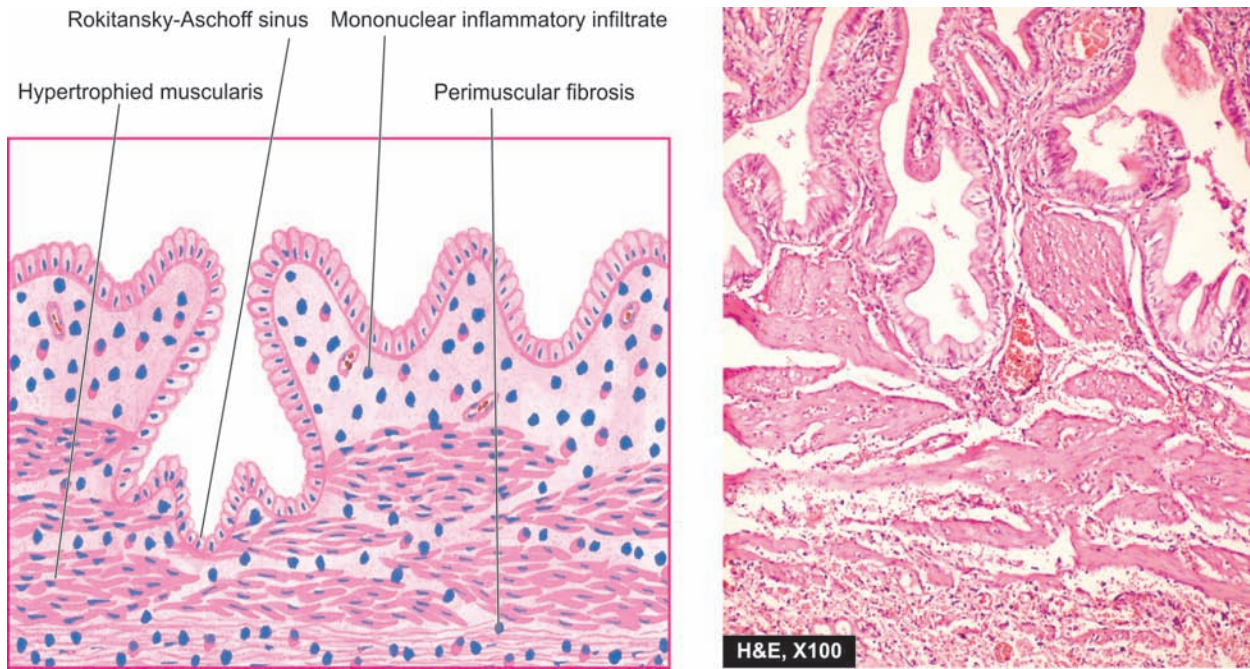 Rokitansky-Aschoff sinus
Mononuclear inflammatory infiltrate
Hypertrophied muscularis
Perimuscular fibrosis
H&E, X100